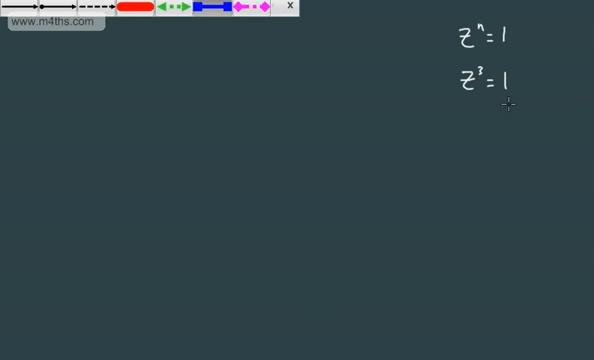 x
www.m4ths.com
z^n = 1
z^3 = 1